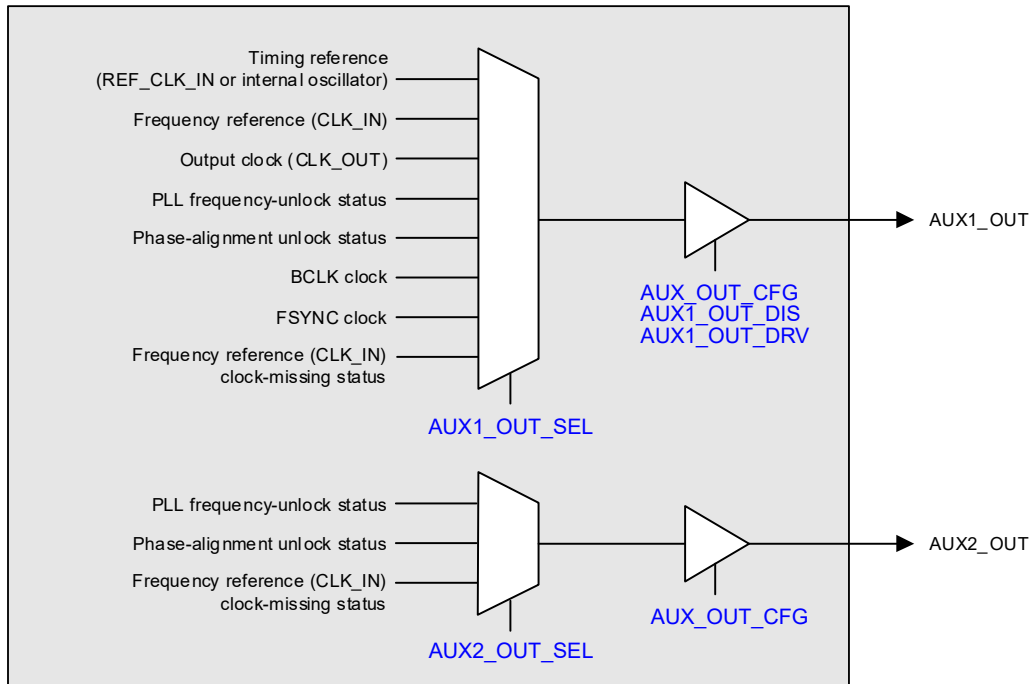 Timing reference
(REF_CLK_IN or internal oscillator)
Frequency reference (CLK_IN)
Output clock (CLK_OUT)
PLL frequency-unlock status
Phase-alignment unlock status
BCLK clock
FSYNC clock
Frequency reference (CLK_IN)
clock-missing status
AUX1_OUT_SEL
AUX_OUT_CFG
AUX1_OUT_DIS
AUX1_OUT_DRV
AUX1_OUT
PLL frequency-unlock status
Phase-alignment unlock status
Frequency reference (CLK_IN)
clock-missing status
AUX2_OUT_SEL
AUX_OUT_CFG
AUX2_OUT